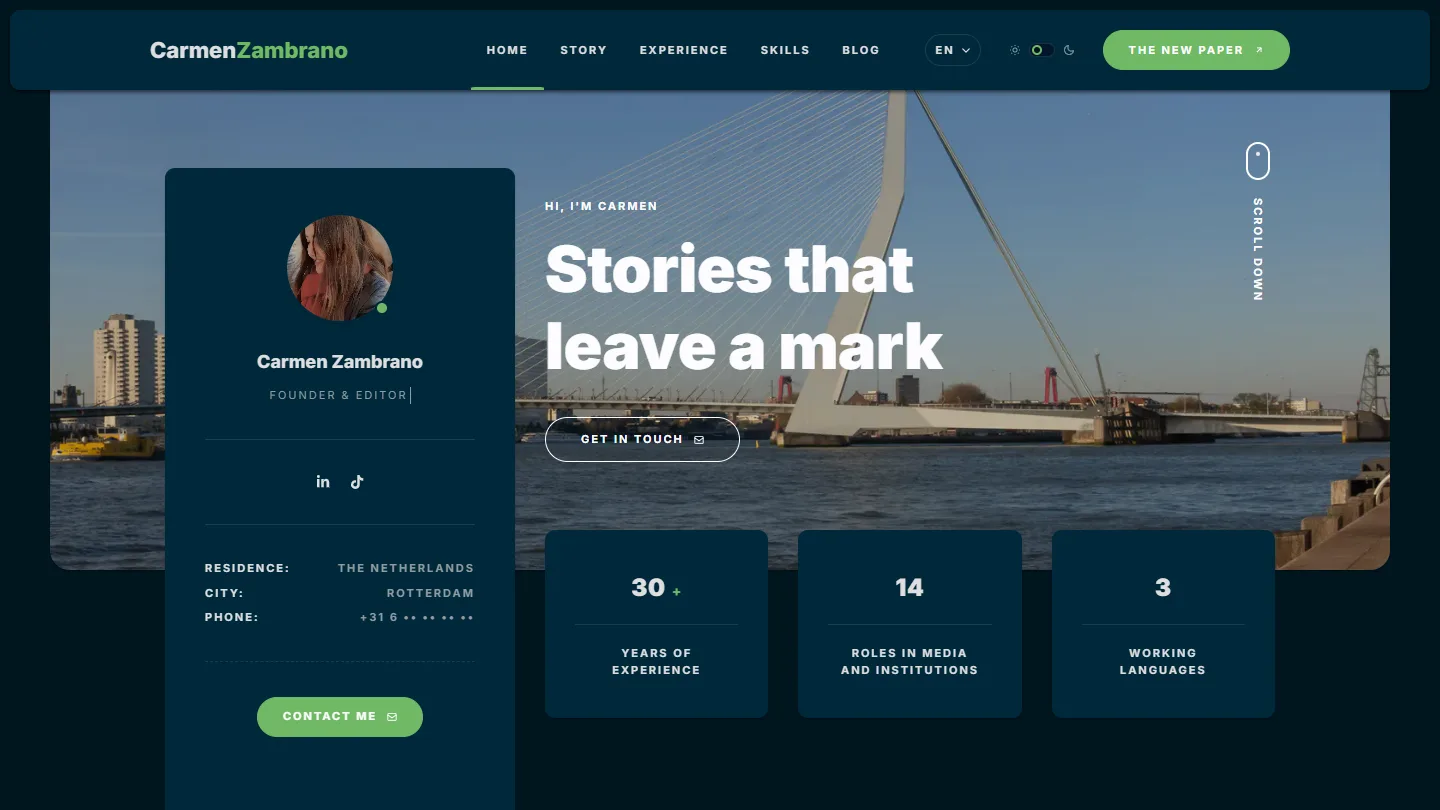 CarmenZambrano
HOME
STORY
EXPERIENCE
SKILLS
BLOG
EN
THE NEW PAPER
SCROLL DOWN
Carmen Zambrano
FOUNDER & EDITOR
RESIDENCE: THE NETHERLANDS
CITY: ROTTERDAM
PHONE: +31 6 •• •• •• ••
CONTACT ME
HI, I'M CARMEN
Stories that
leave a mark
GET IN TOUCH
30 +
YEARS OF
EXPERIENCE
14
ROLES IN MEDIA
AND INSTITUTIONS
3
WORKING
LANGUAGES